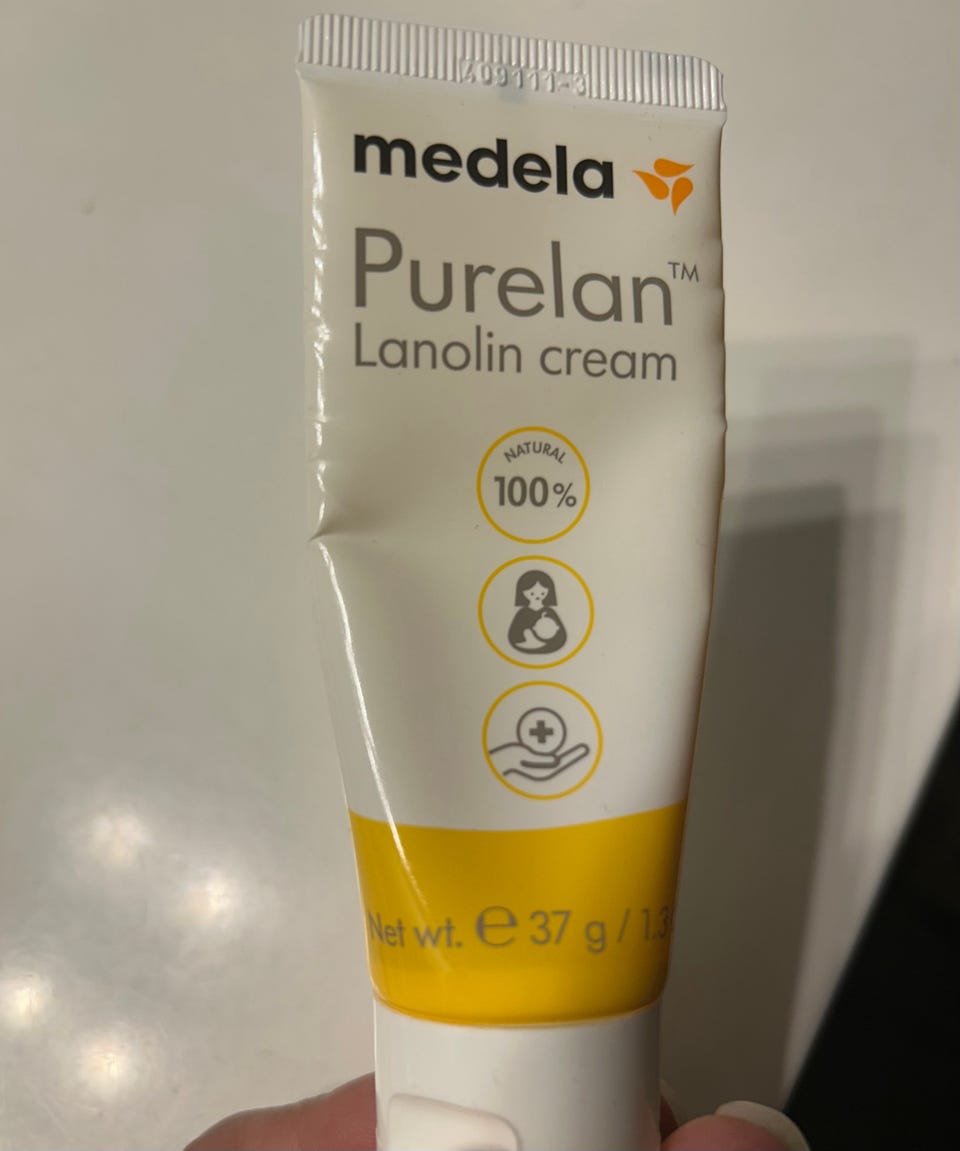 409111-3
medela
Purelan™
Lanolin cream
NATURAL
100%
Net wt. ℮ 37 g / 1.3